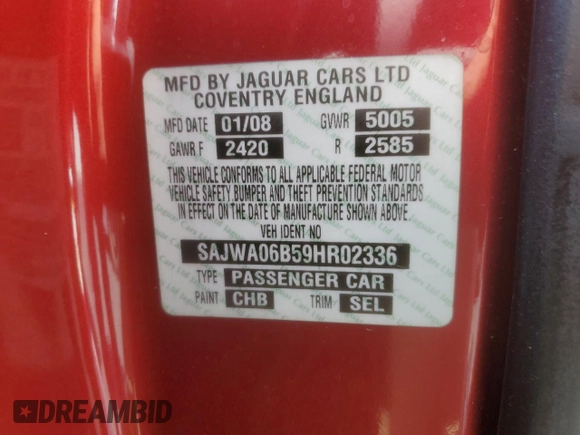 MFD BY JAGUAR CARS LTD
COVENTRY ENGLAND
MFD DATE 01/08 GVWR 5005
GAWR F 2420 R 2585
THIS VEHICLE CONFORMS TO ALL APPLICABLE FEDERAL MOTOR
VEHICLE SAFETY,BUMPER AND THEFT PREVENTION STANDARDS
IN EFFECT ON THE DATE OF MANUFACTURE SHOWN ABOVE.
VEH IDENT NO
SAJWA06B59HR02336
TYPE PASSENGER CAR
PAINT CHB TRIM SEL
DREAMBID